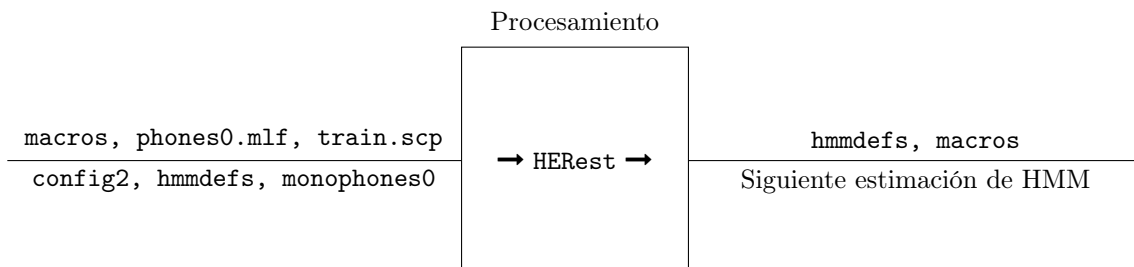 Procesamiento
macros, phones0.mlf, train.scp
config2, hmmdefs, monophones0
→ HERest →
hmmdefs, macros
Siguiente estimación de HMM